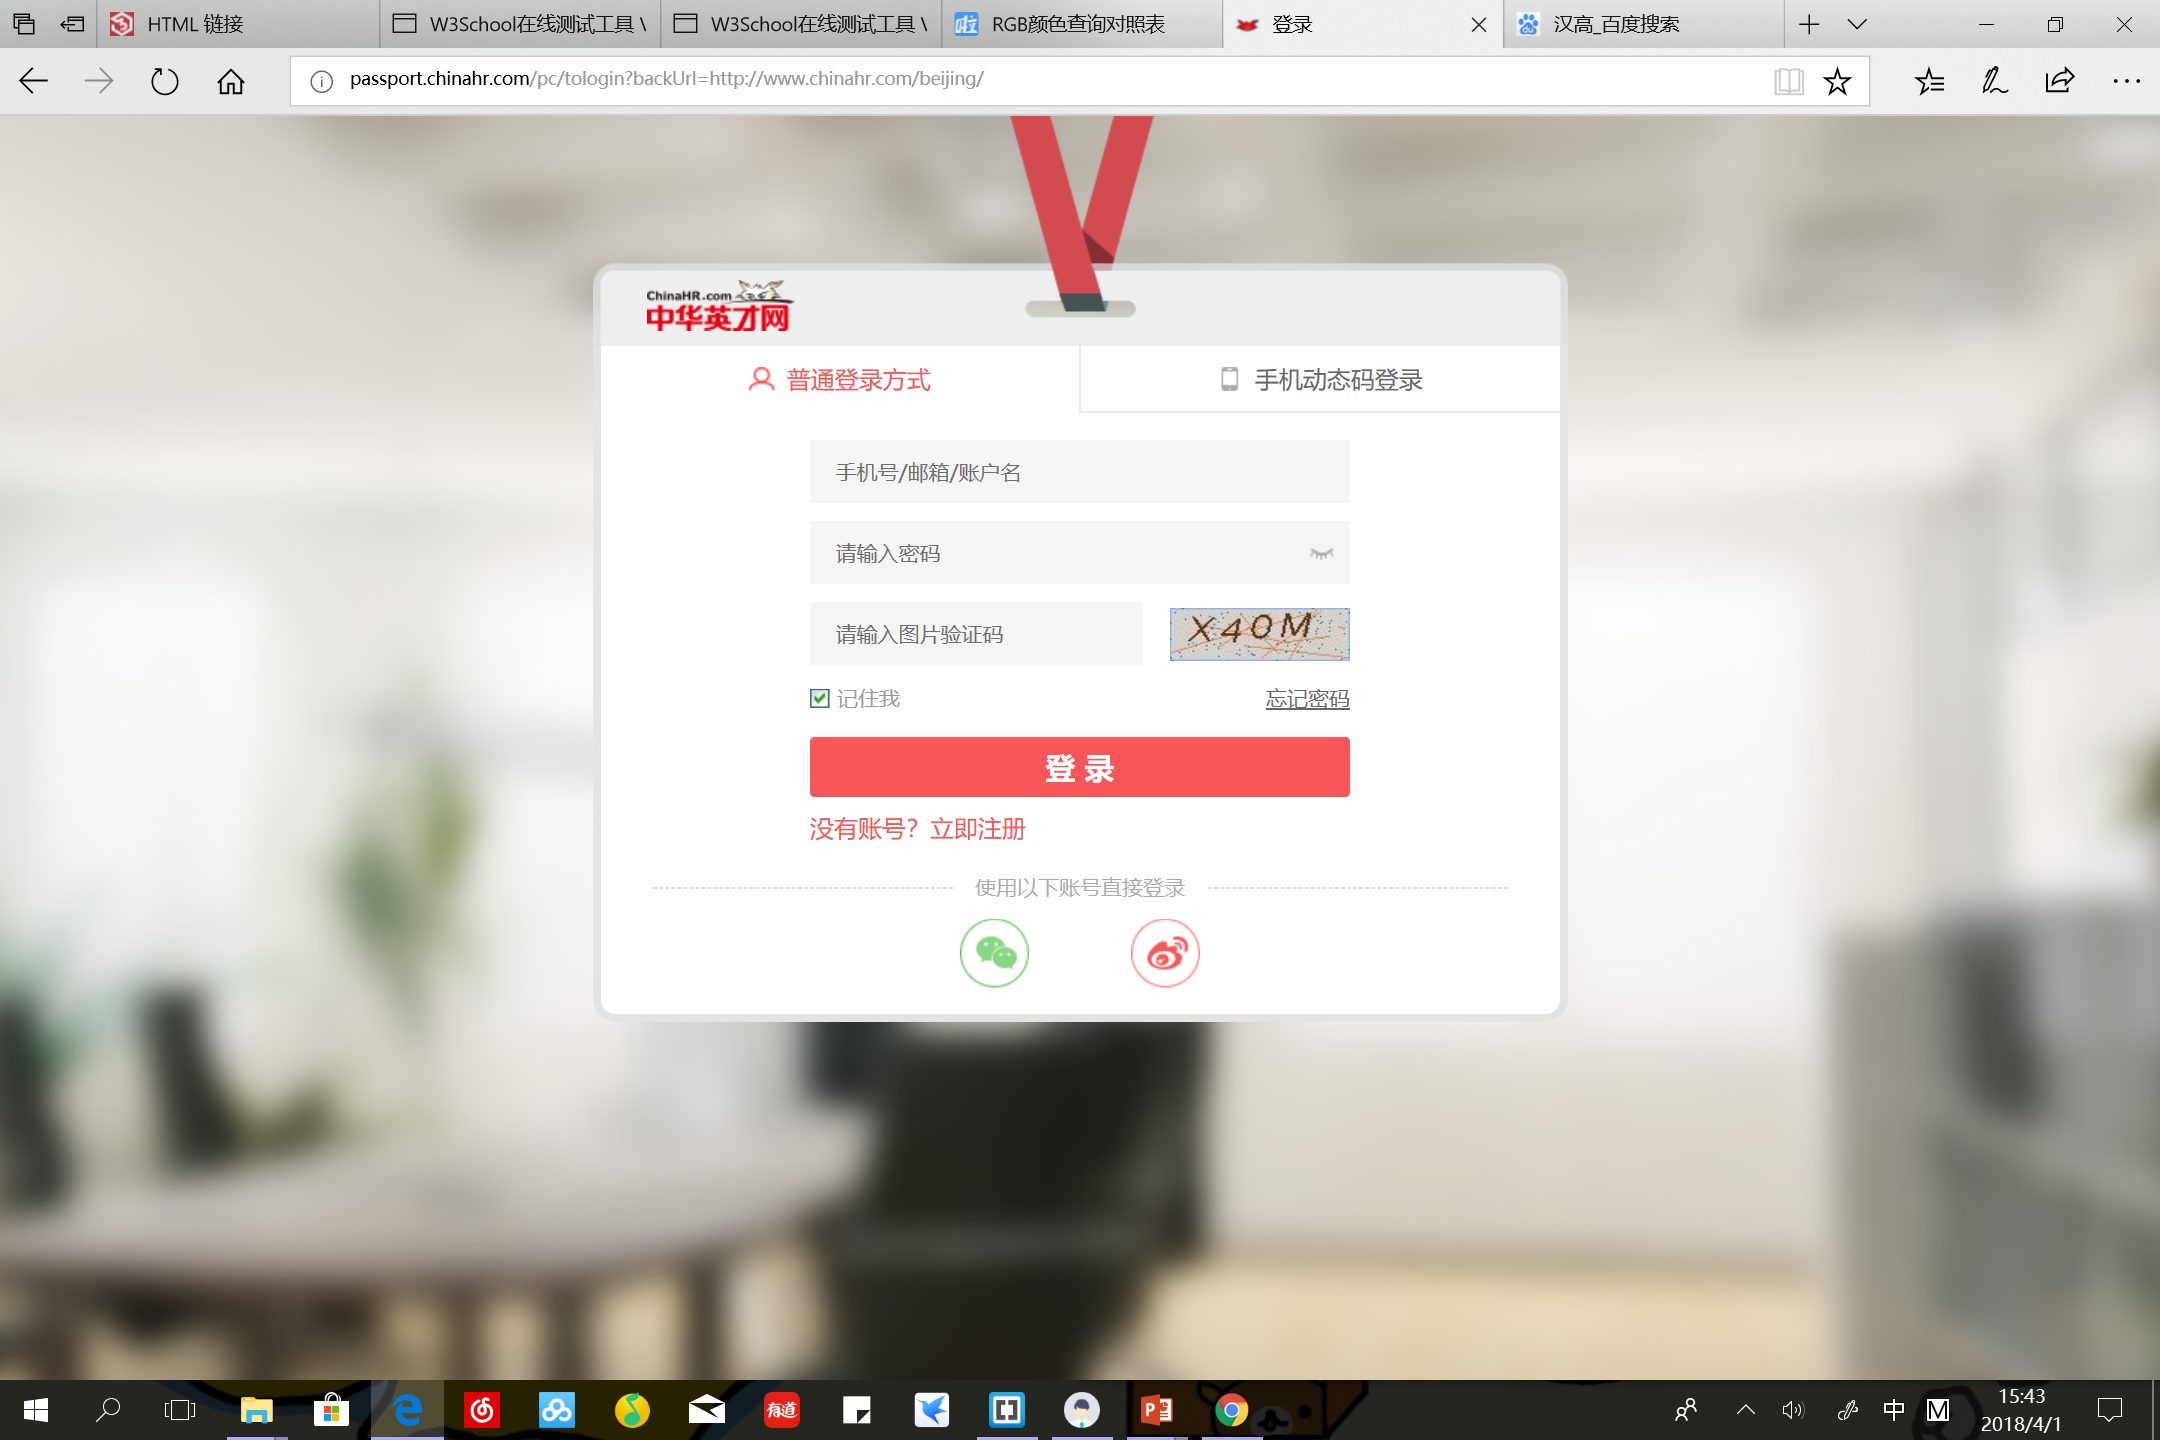 HTML 链接
W3School在线测试工具 \
W3School在线测试工具 \
RGB颜色查询对照表
登录
汉高_百度搜索
passport.chinahr.com/pc/tologin?backUrl=http://www.chinahr.com/beijing/
ChinaHR.com
中华英才网
普通登录方式
手机动态码登录
手机号/邮箱/账户名
请输入密码
请输入图片验证码
X40M
记住我
忘记密码
登 录
没有账号？立即注册
使用以下账号直接登录
有道
P
中
M
15:43
2018/4/1